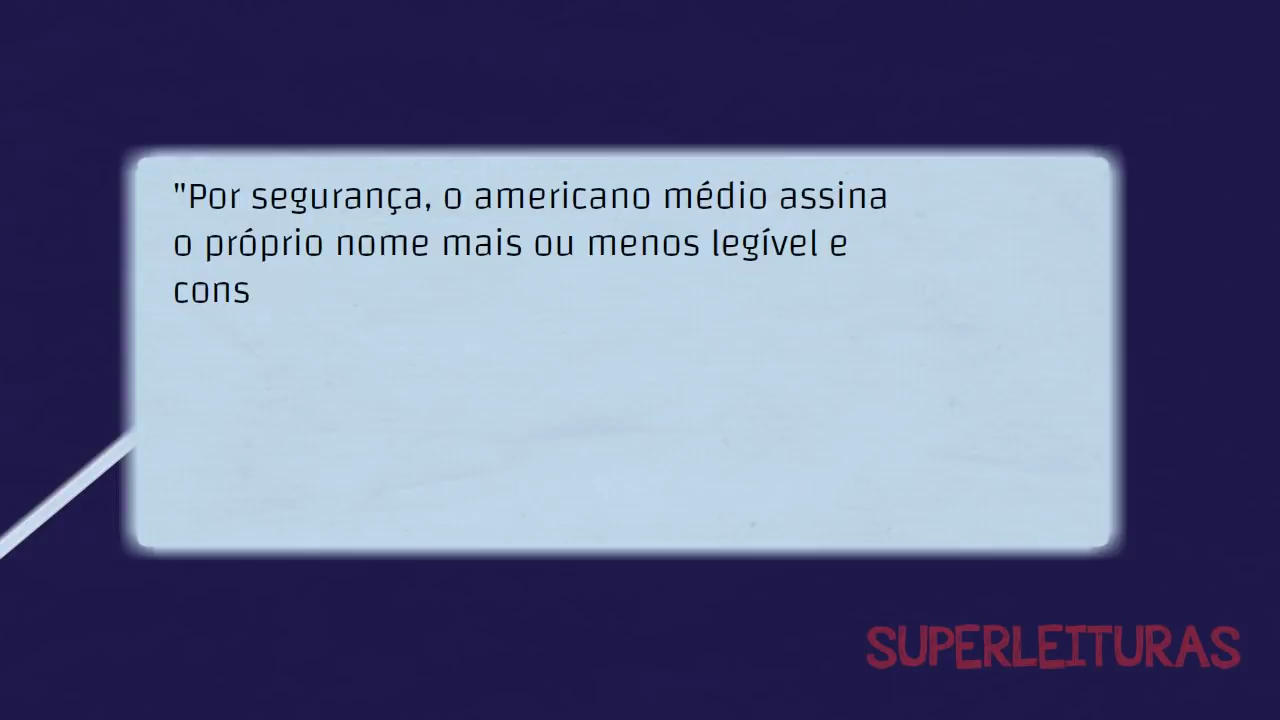 "Por segurança, o americano médio assina
o próprio nome mais ou menos legível e
cons
SUPERLEITURAS